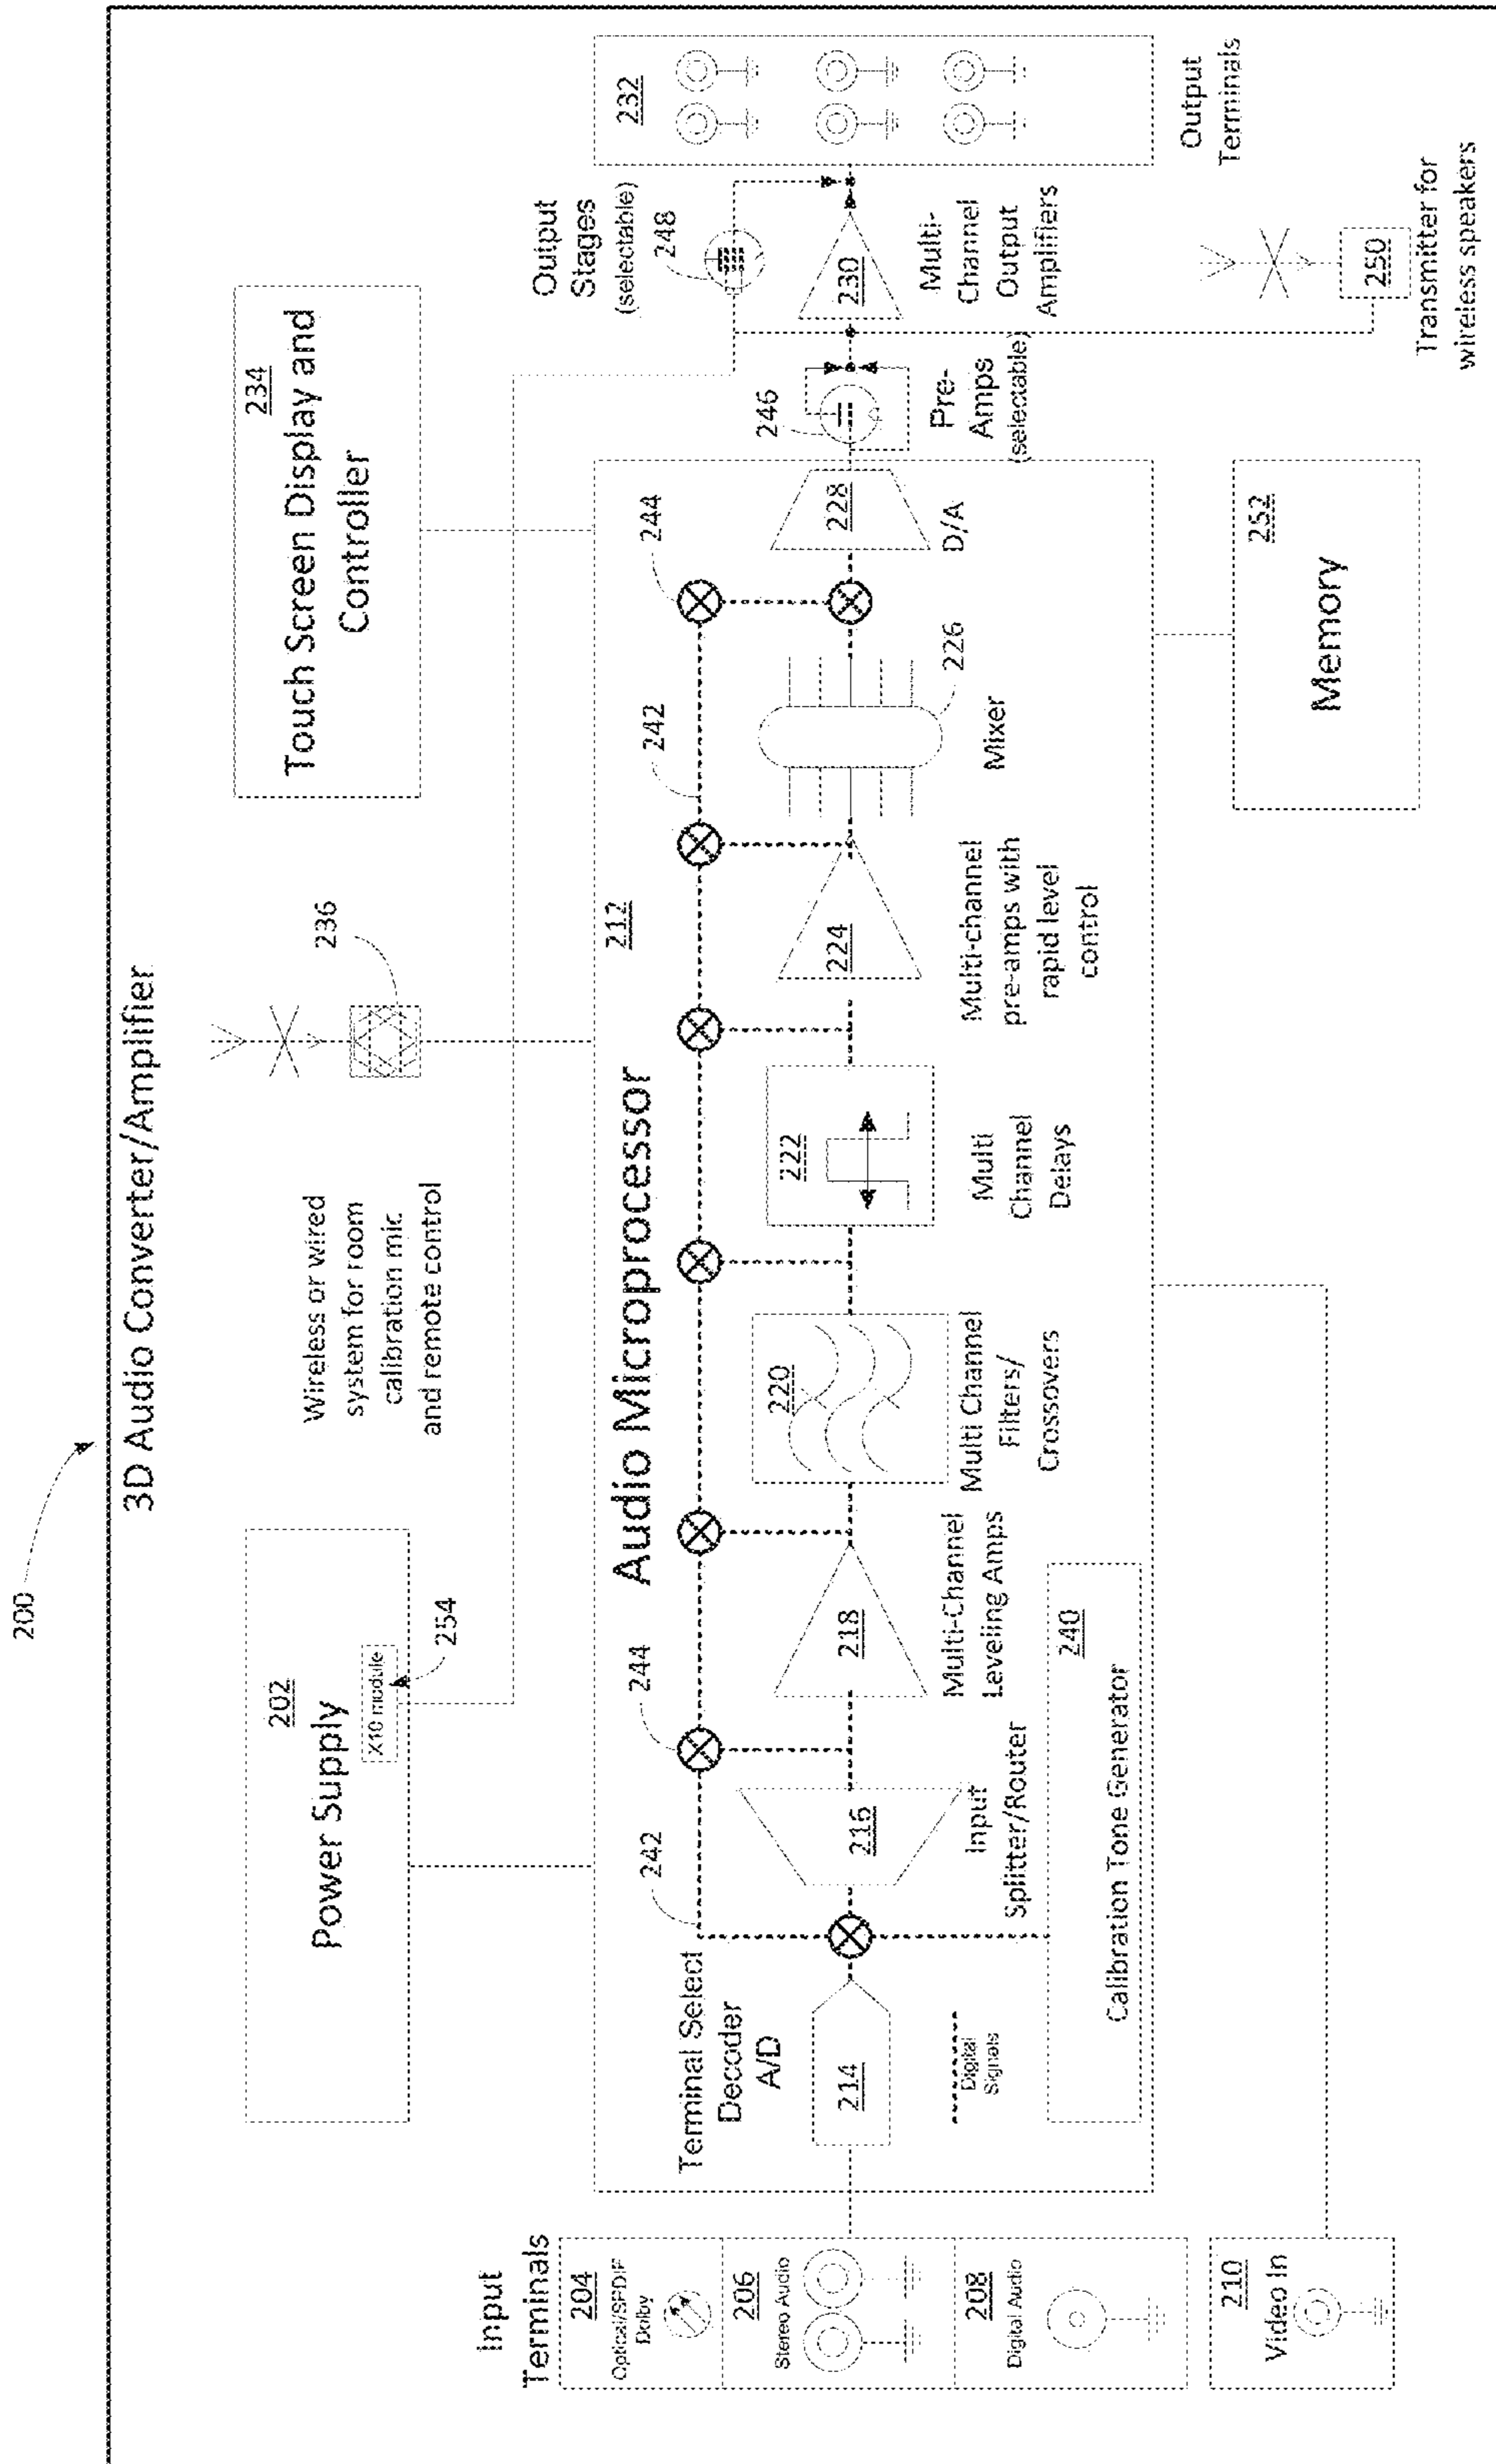 200
3D Audio Converter/Amplifier
202
Power Supply
X10 module
254
Wireless or wired
system for room
calibration mic
and remote control
236
234
Touch Screen Display and
Controller
Input
Terminals
204
Optical/SPDIF
Dolby
206
Stereo Audio
208
Digital Audio
210
Video In
Audio Microprocessor
212
Terminal Select
Decoder
A/D
214
242
244
216
Input
Splitter/Router
218
Multi-Channel
Leveling Amps
220
Multi Channel
Filters/
Crossovers
222
Multi
Channel
Delays
224
Multi-channel
pre-amps with
rapid level
control
242
226
Mixer
244
228
D/A
Digital
Signals
240
Calibration Tone Generator
246
Pre-
Amps
(selectable)
Output
Stages
(selectable)
248
230
Multi-
Channel
Output
Amplifiers
232
Output
Terminals
250
Transmitter for
wireless speakers
252
Memory